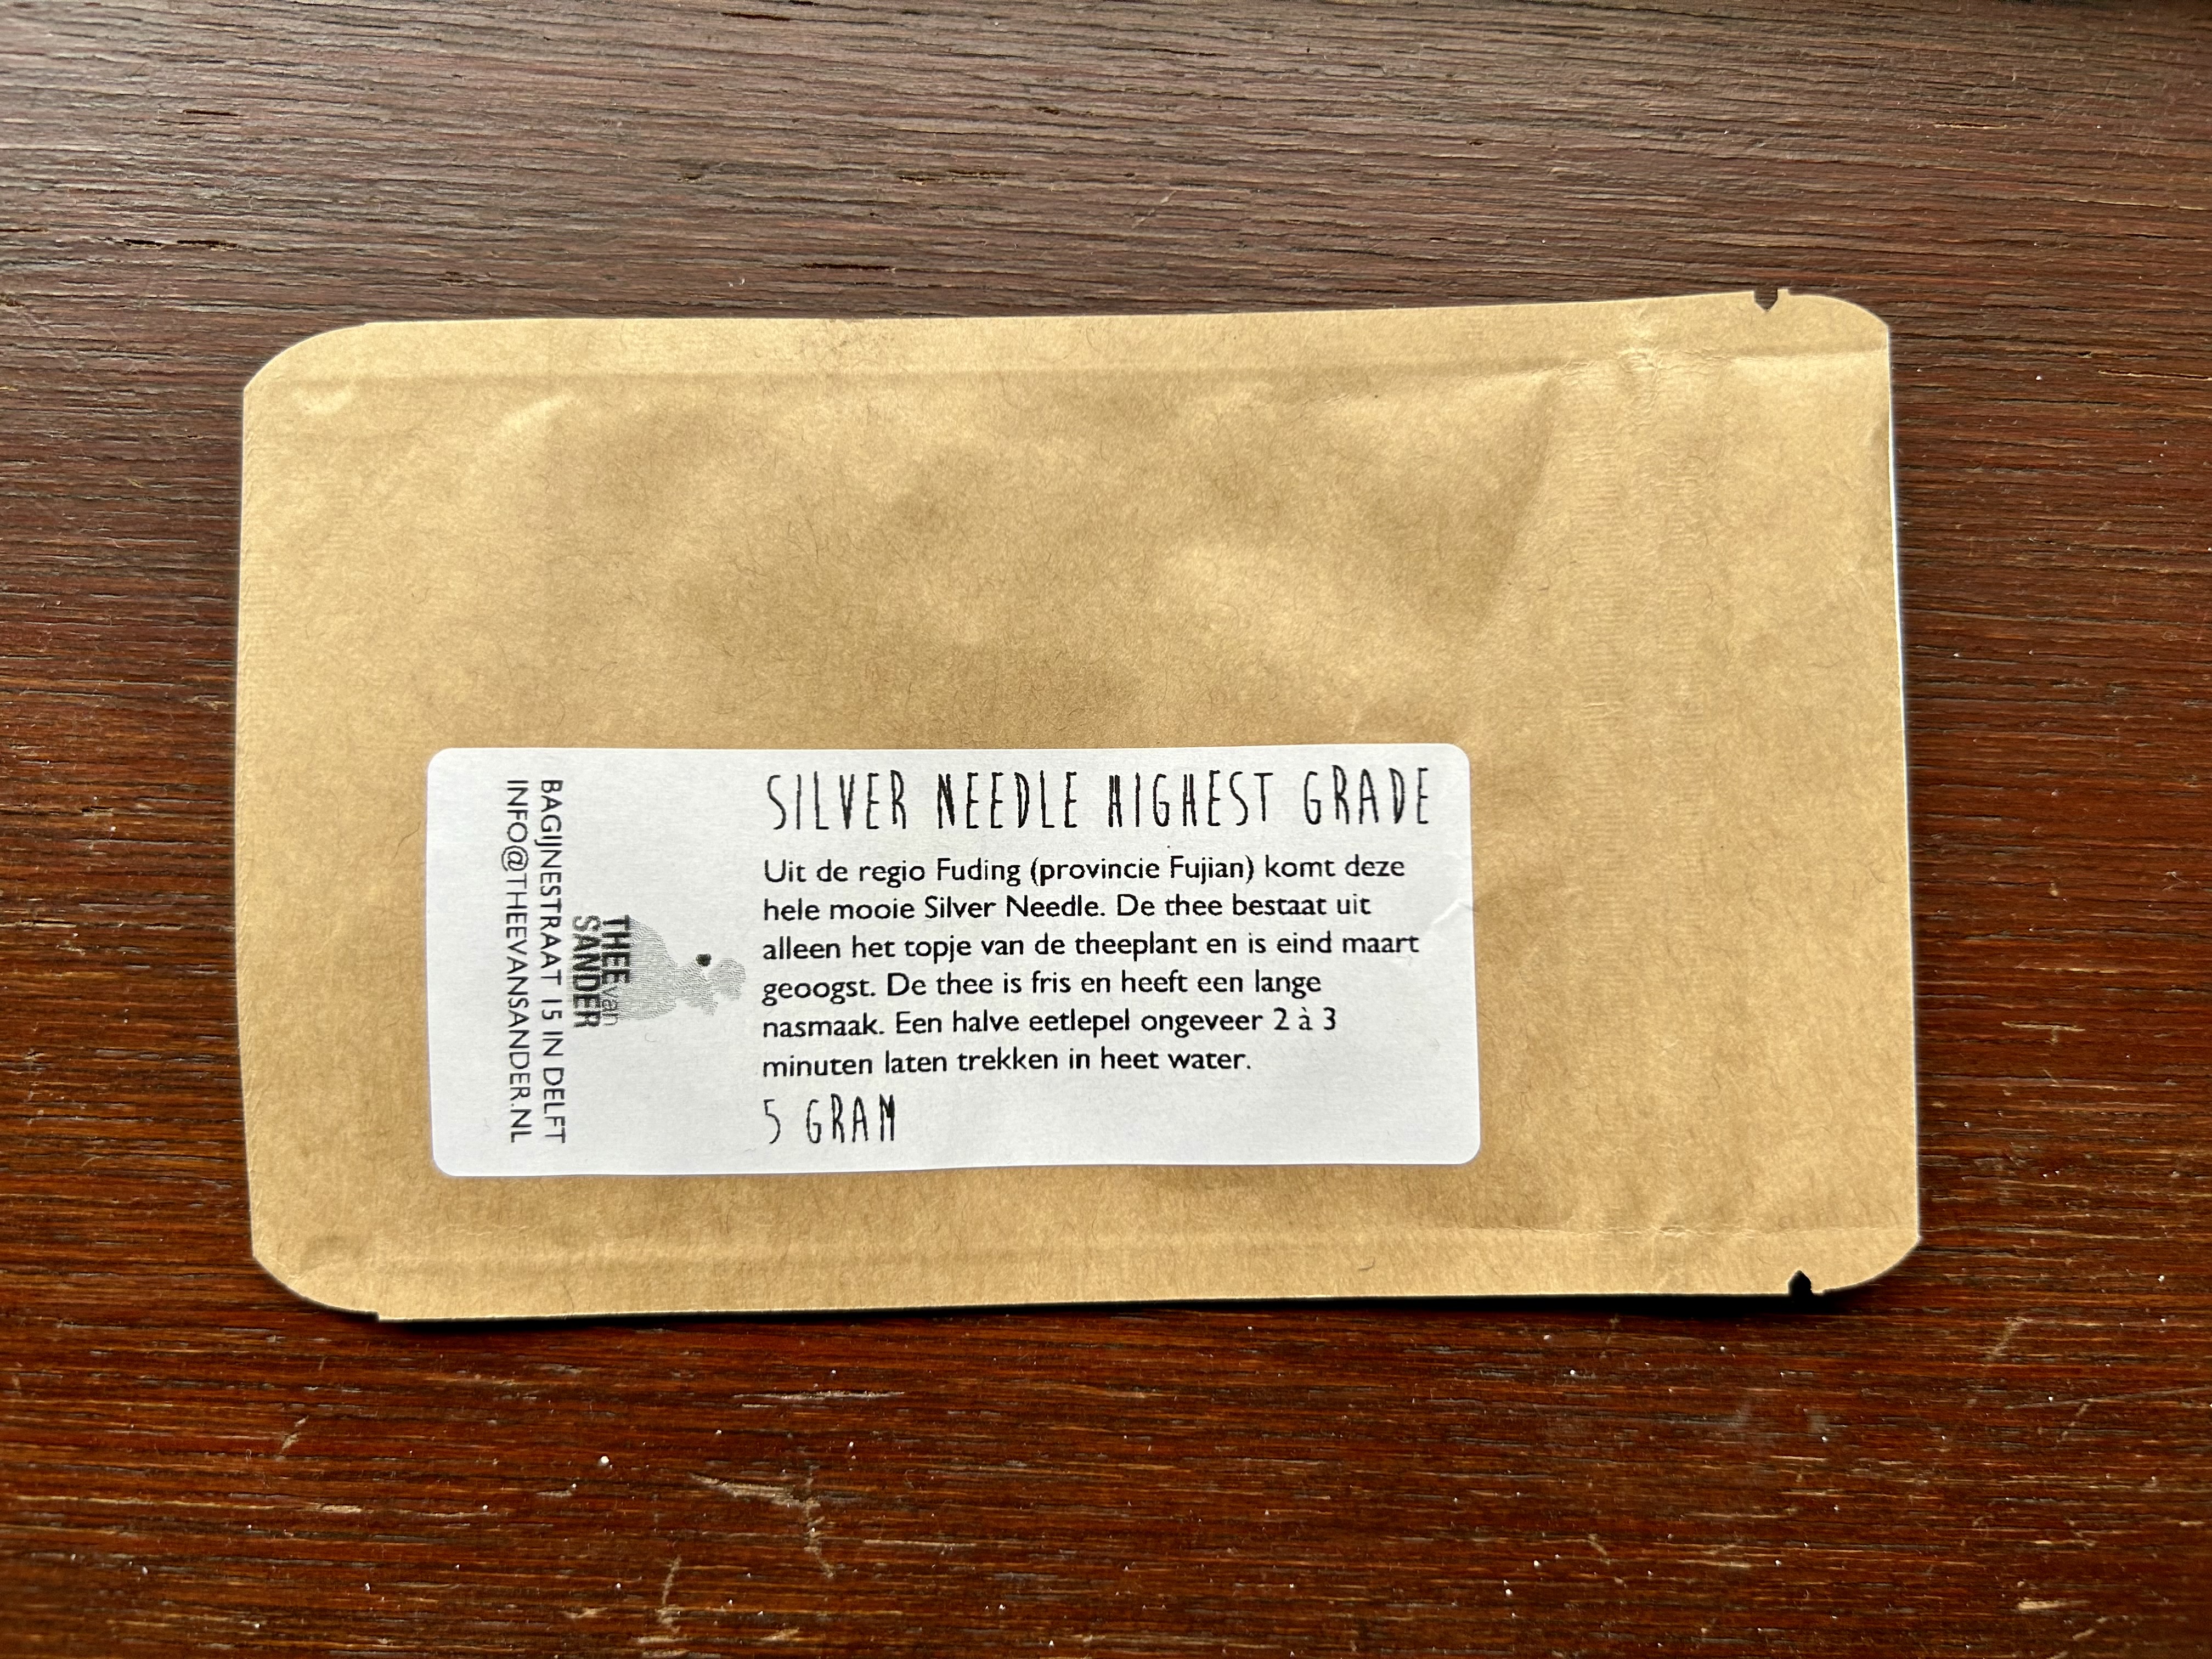 SILVER NEEDLE HIGHEST GRADE
Uit de regio Fuding (provincie Fujian) komt deze
hele mooie Silver Needle. De thee bestaat uit
alleen het topje van de theeplant en is eind maart
geoogst. De thee is fris en heeft een lange
nasmaak. Een halve eetlepel ongeveer 2 à 3
minuten laten trekken in heet water.
5 GRAM
THEE van
SANDER
BAGIJNESTRAAT 15 IN DELFT
INFO@THEEVANSANDER.NL